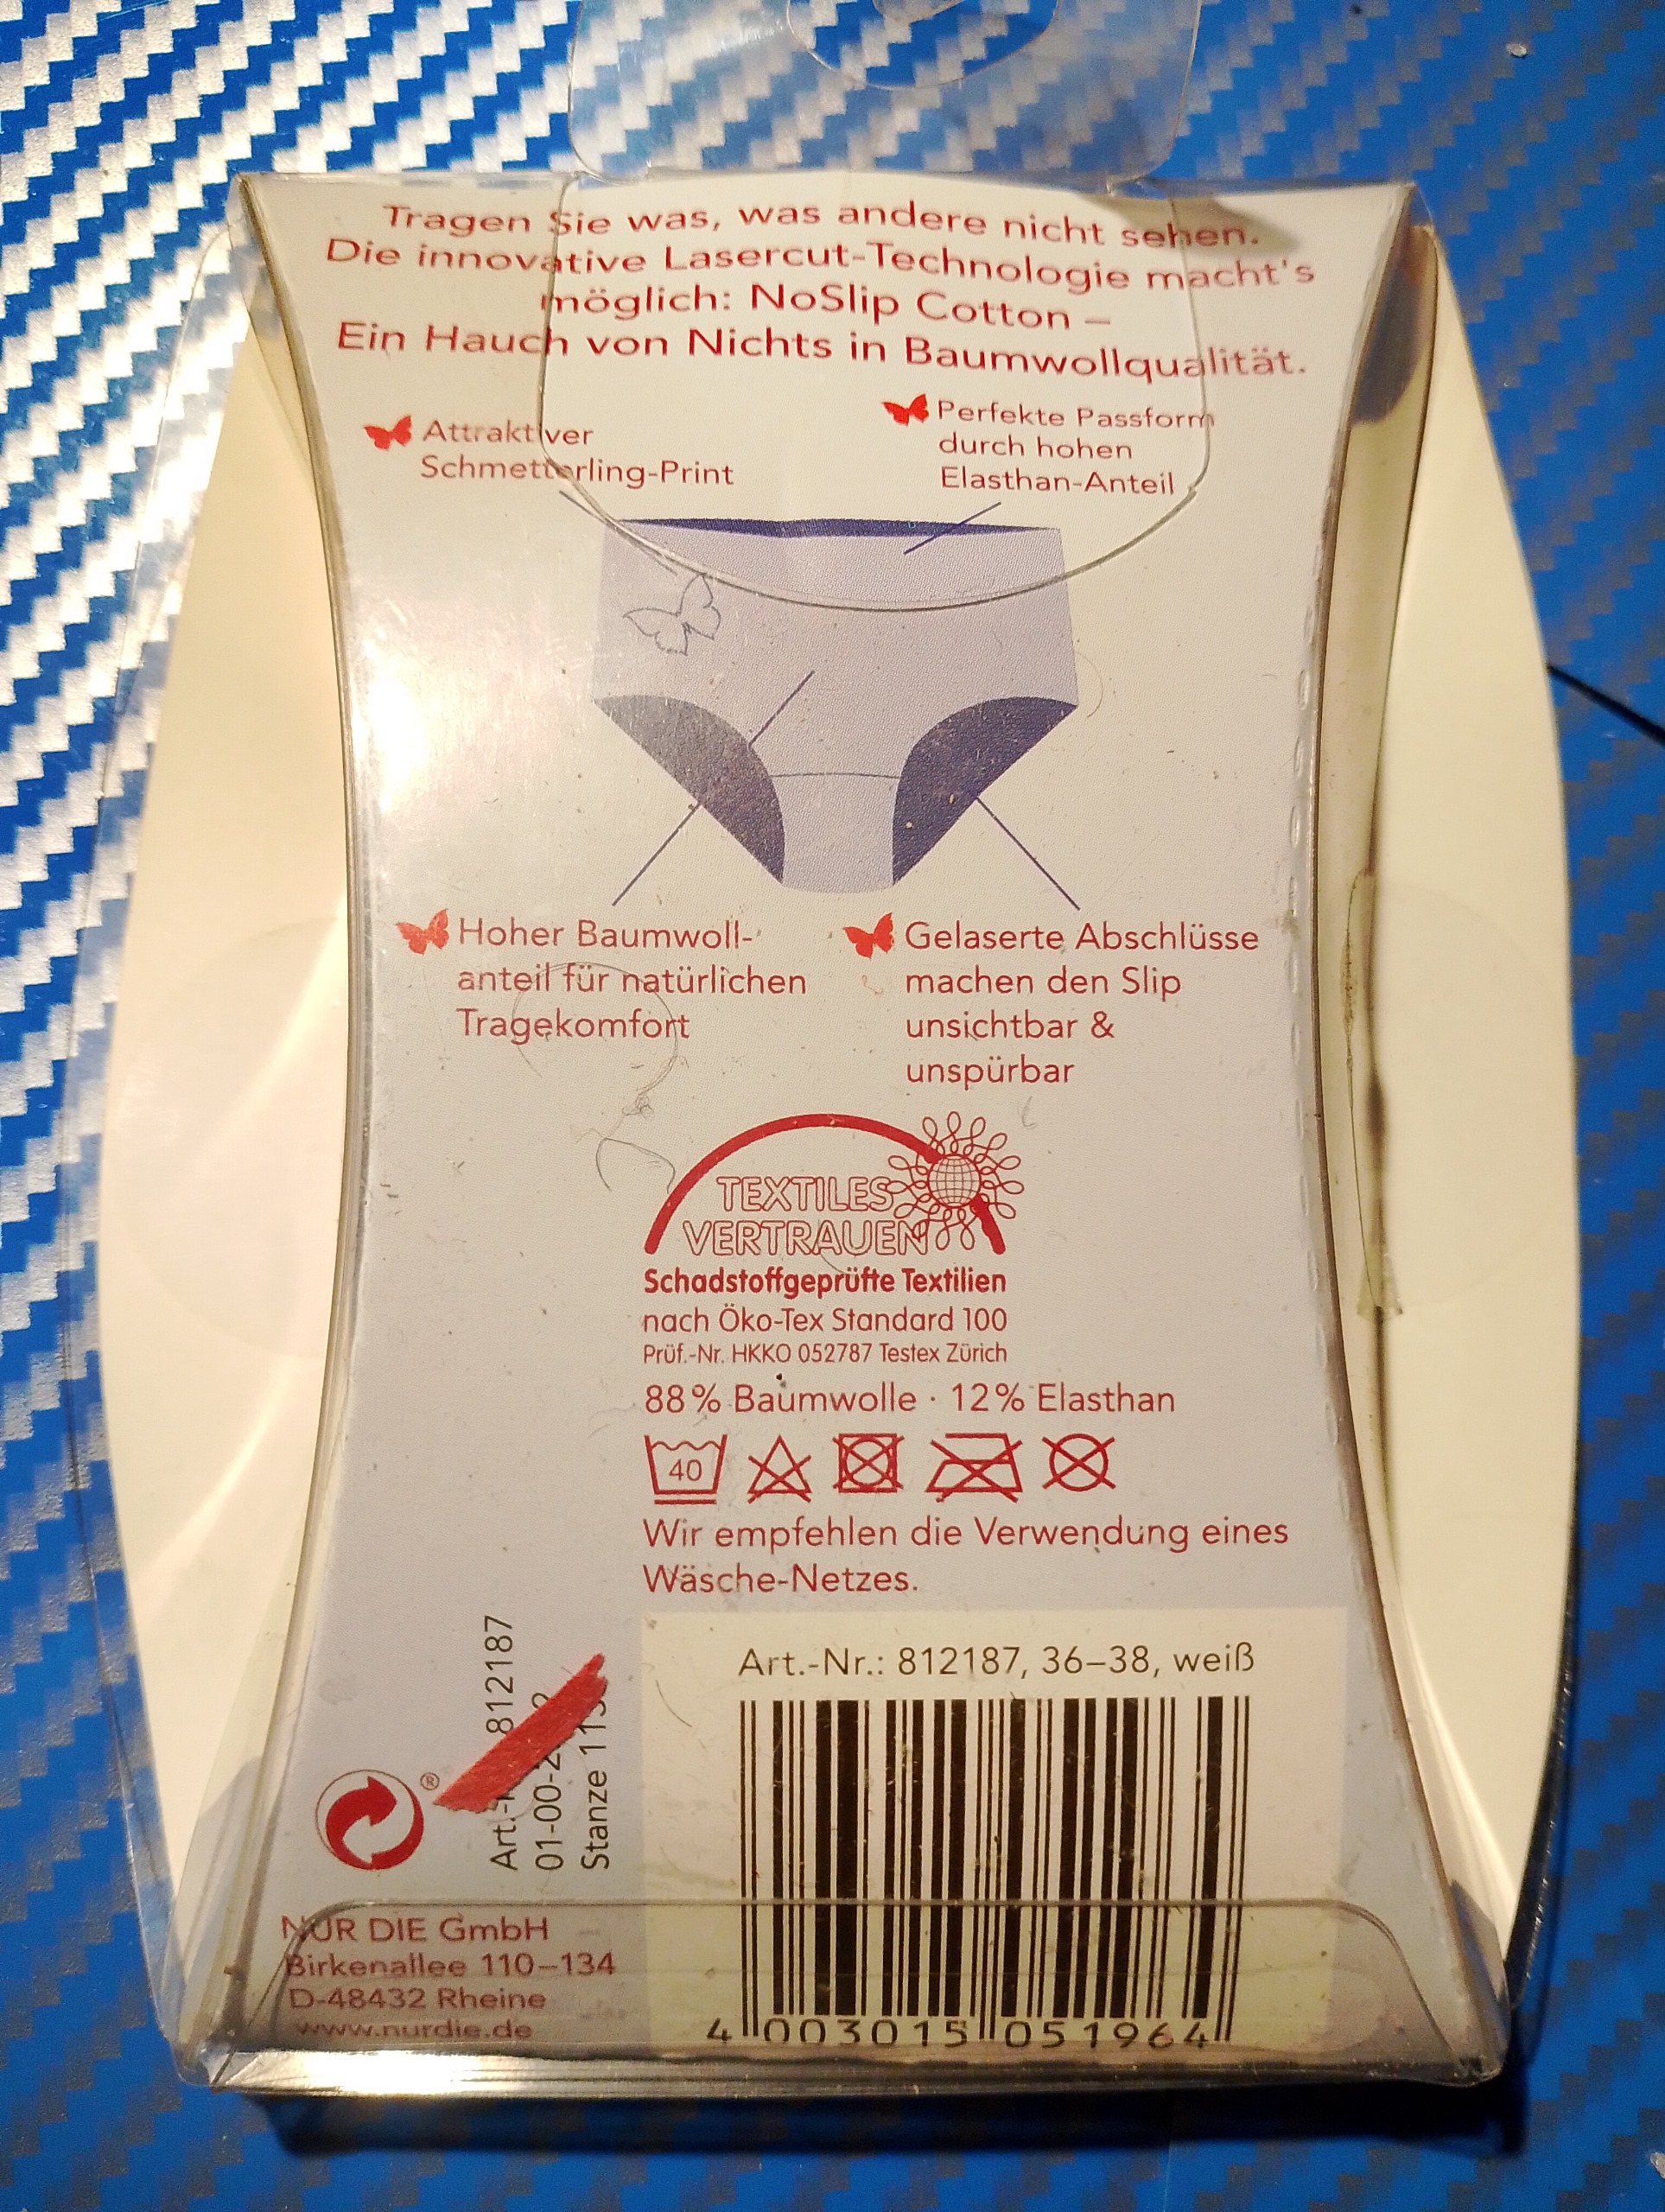 Tragen Sie was, was andere nicht sehen.
Die innovative Lasercut-Technologie macht's
möglich: NoSlip Cotton –
Ein Hauch von Nichts in Baumwollqualität.
Attraktiver
Schmetterling-Print
Perfekte Passform
durch hohen
Elasthan-Anteil
Hoher Baumwoll-
anteil für natürlichen
Tragekomfort
Gelaserte Abschlüsse
machen den Slip
unsichtbar &
unspürbar
TEXTILES
VERTRAUEN
Schadstoffgeprüfte Textilien
nach Öko-Tex Standard 100
Prüf.-Nr. HKKO 052787 Testex Zürich
88% Baumwolle · 12% Elasthan
40
Wir empfehlen die Verwendung eines
Wäsche-Netzes.
Art.-Nr.: 812187, 36–38, weiß
4 003015 051964
812187
Stanze
®
NUR DIE GmbH
Birkenallee 110–134
D-48432 Rheine
www.nurdie.de